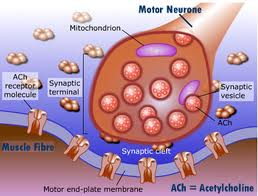 Motor Neurone
Mitochondrion
ACh
receptor
molecule
Synaptic
terminal
Synaptic
vesicle
ACh
Muscle Fibre
Synaptic cleft
Motor end-plate membrane
ACh = Acetylcholine